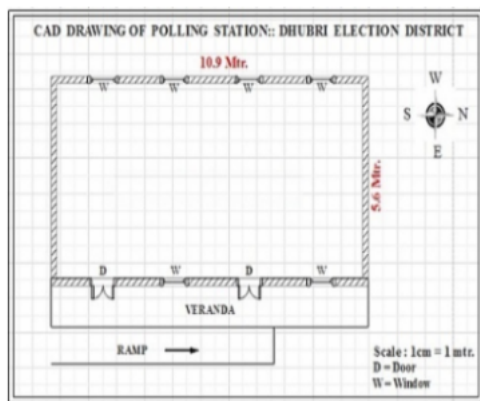 CAD DRAWING OF POLLING STATION:: DHUBRI ELECTION DISTRICT
10.9 Mtr.
W W W W
W
S N
E
5.6 Mtr.
D W D W
VERANDA
RAMP
Scale : 1cm = 1 mtr.
D = Door
W = Window